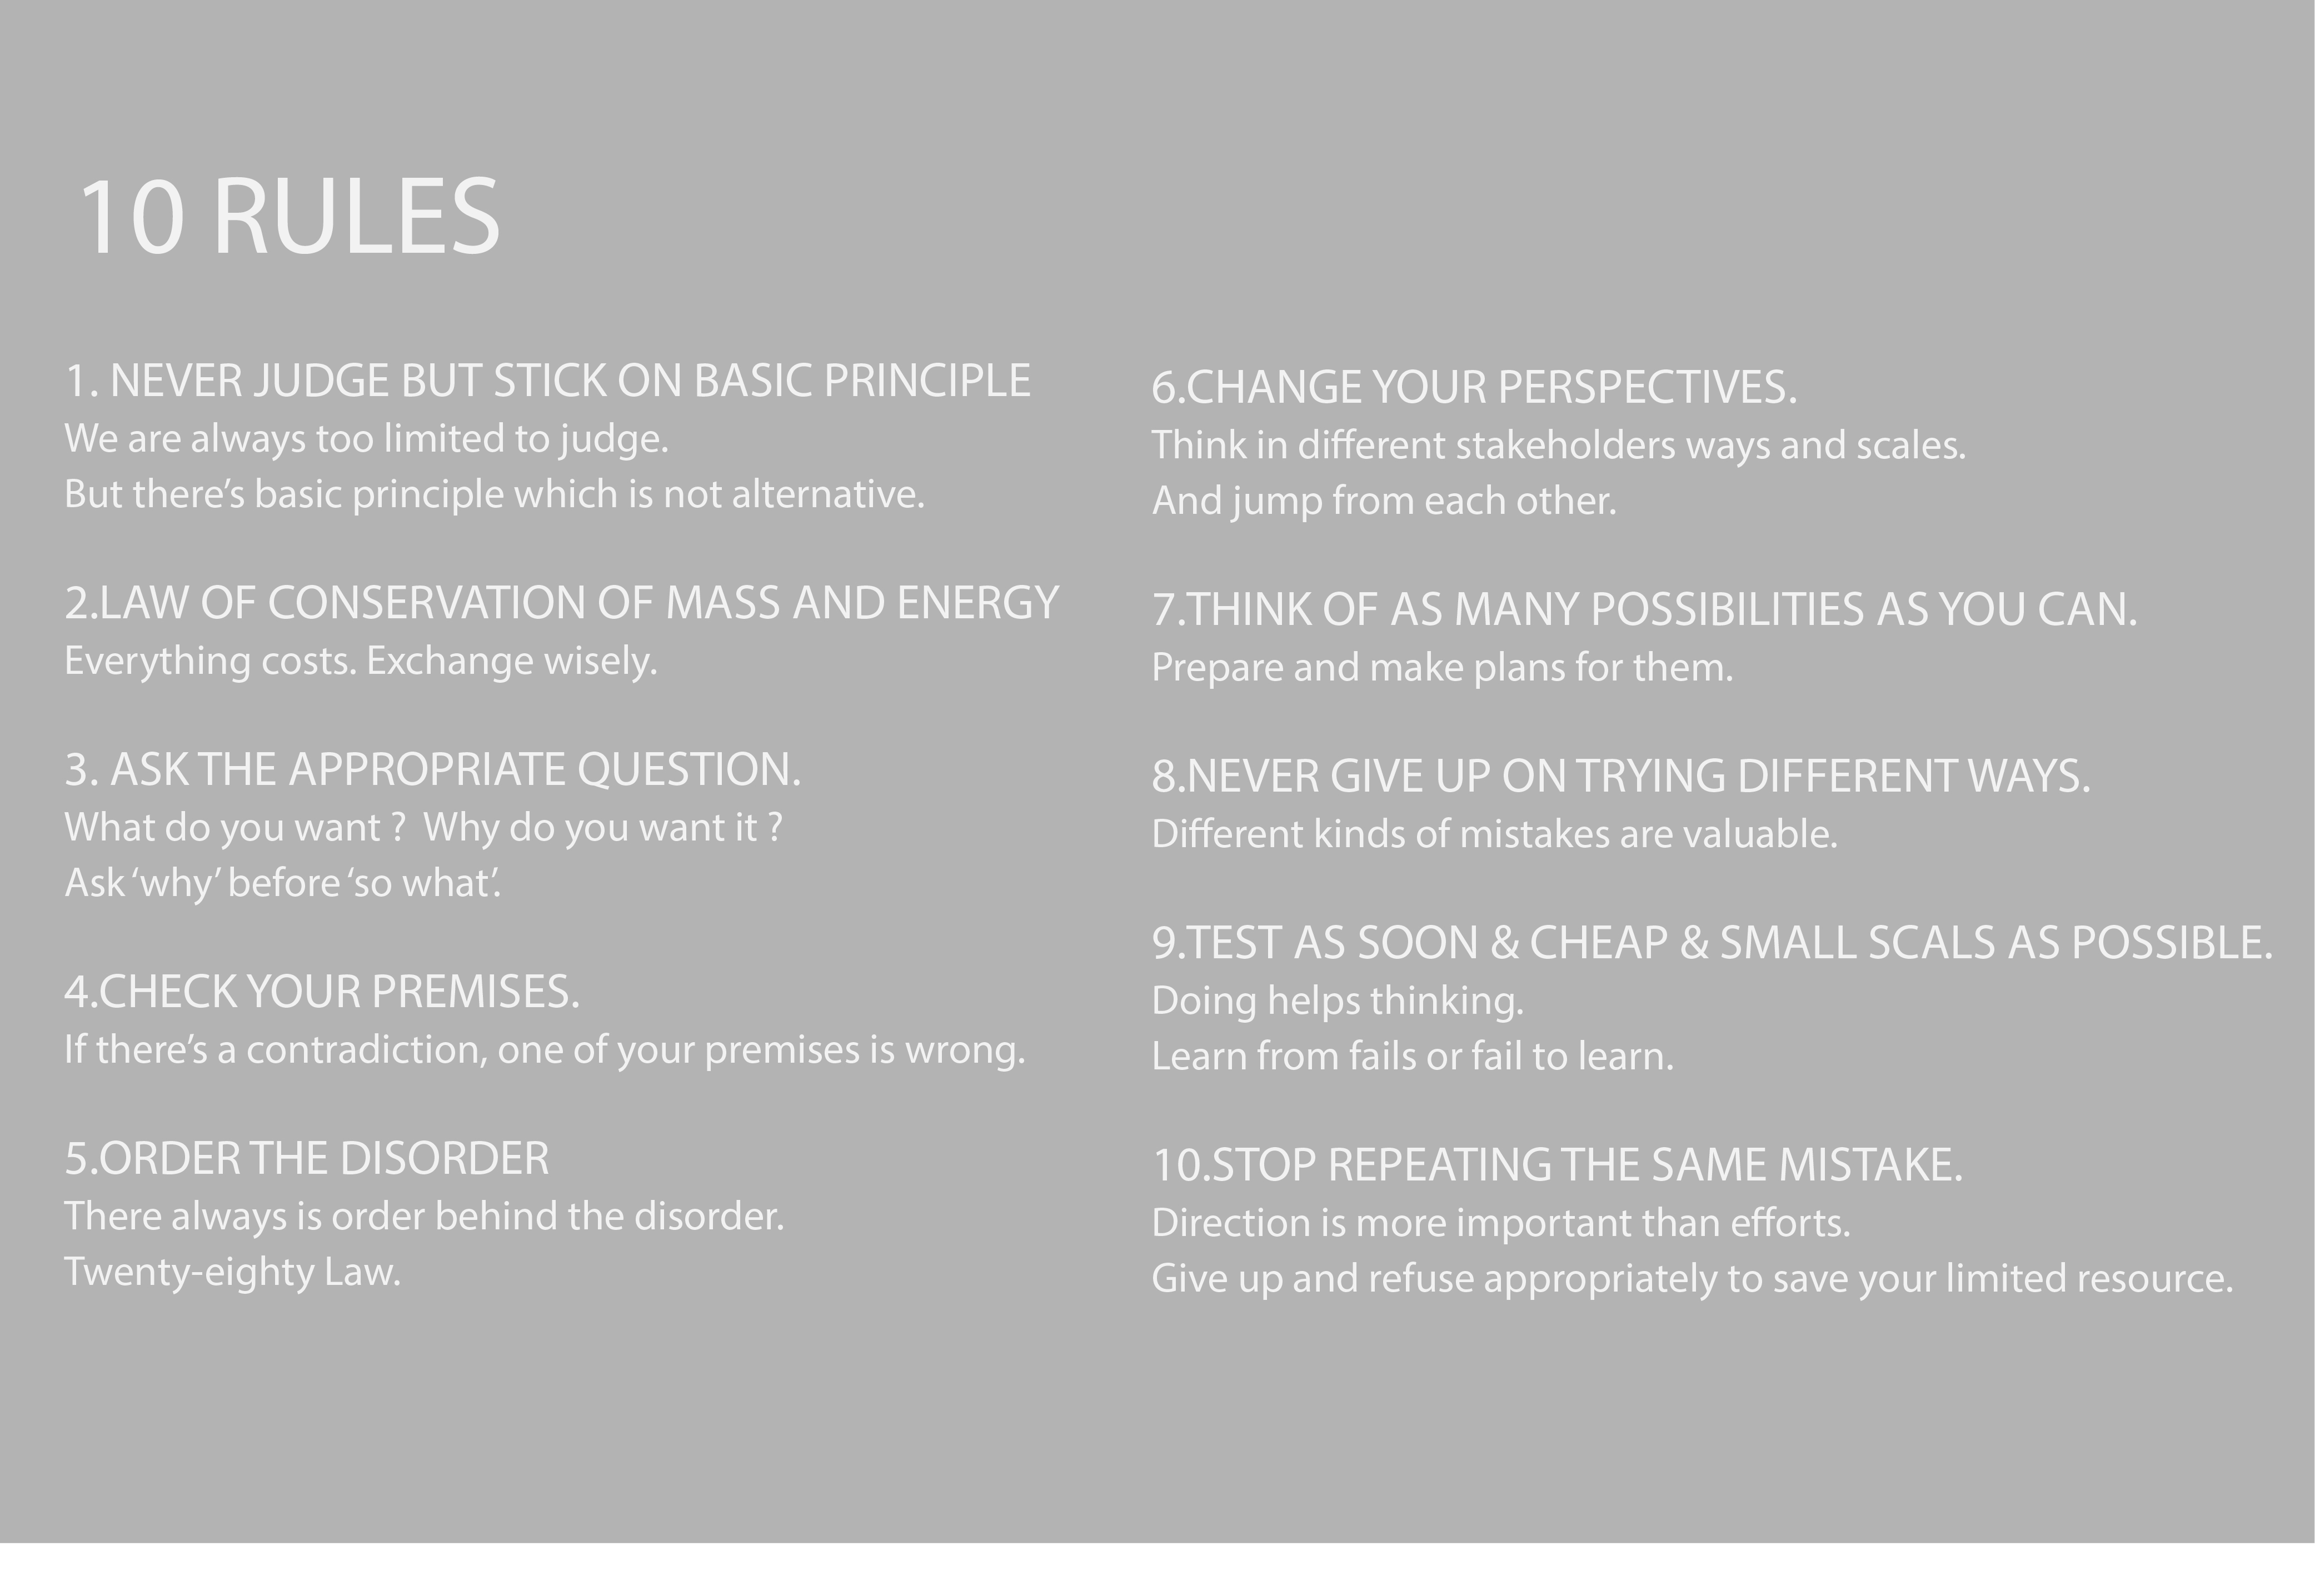 10 RULES
1. NEVER JUDGE BUT STICK ON BASIC PRINCIPLE
We are always too limited to judge.
But there’s basic principle which is not alternative.
2.LAW OF CONSERVATION OF MASS AND ENERGY
Everything costs. Exchange wisely.
3. ASK THE APPROPRIATE QUESTION.
What do you want ?  Why do you want it ?
Ask ‘why’ before ‘so what’.
4.CHECK YOUR PREMISES.
If there’s a contradiction, one of your premises is wrong.
5.ORDER THE DISORDER
There always is order behind the disorder.
Twenty-eighty Law.
6.CHANGE YOUR PERSPECTIVES.
Think in different stakeholders ways and scales.
And jump from each other.
7.THINK OF AS MANY POSSIBILITIES AS YOU CAN.
Prepare and make plans for them.
8.NEVER GIVE UP ON TRYING DIFFERENT WAYS.
Different kinds of mistakes are valuable.
9.TEST AS SOON & CHEAP & SMALL SCALS AS POSSIBLE.
Doing helps thinking.
Learn from fails or fail to learn.
10.STOP REPEATING THE SAME MISTAKE.
Direction is more important than efforts.
Give up and refuse appropriately to save your limited resource.